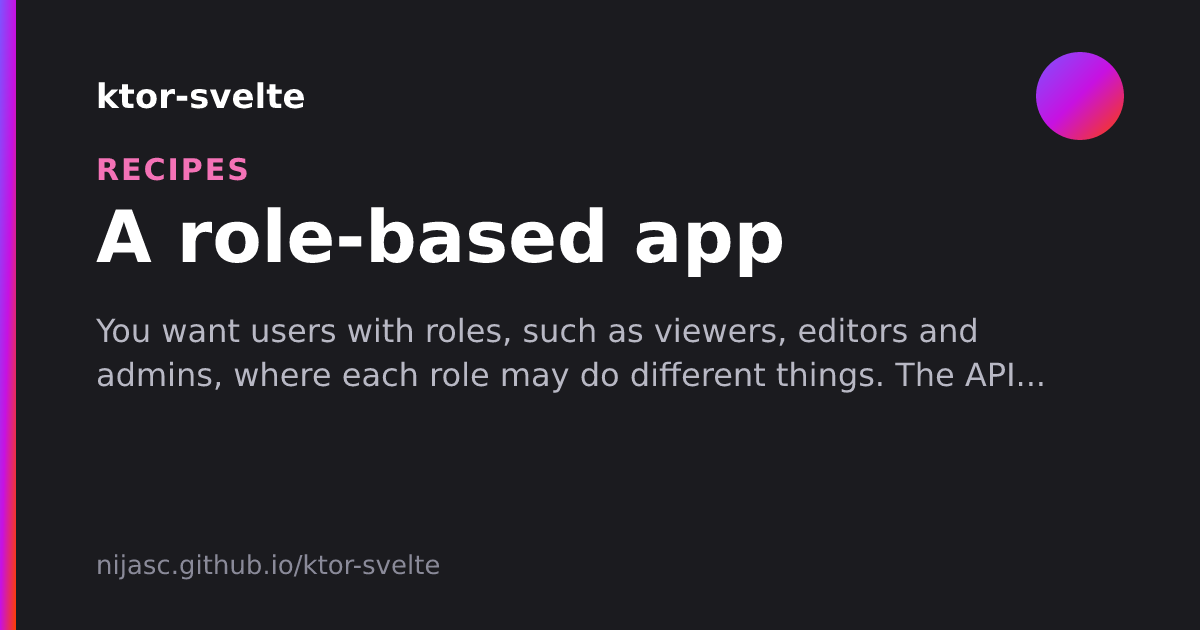 ktor-svelte
RECIPES
A role-based app
You want users with roles, such as viewers, editors and
admins, where each role may do different things. The API...
nijasc.github.io/ktor-svelte